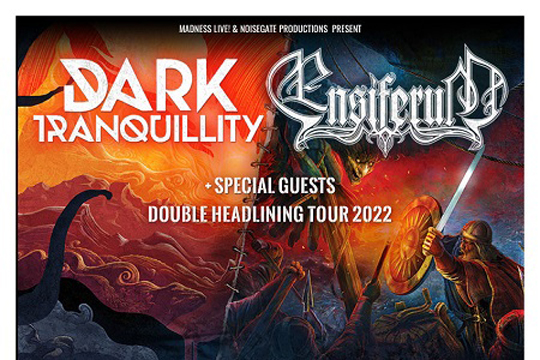 MADNESS LIVE! & NOISEGATE PRODUCTIONS PRESENT
DARK
TRANQUILLITY
Ensiferum
+ SPECIAL GUESTS
DOUBLE HEADLINING TOUR 2022